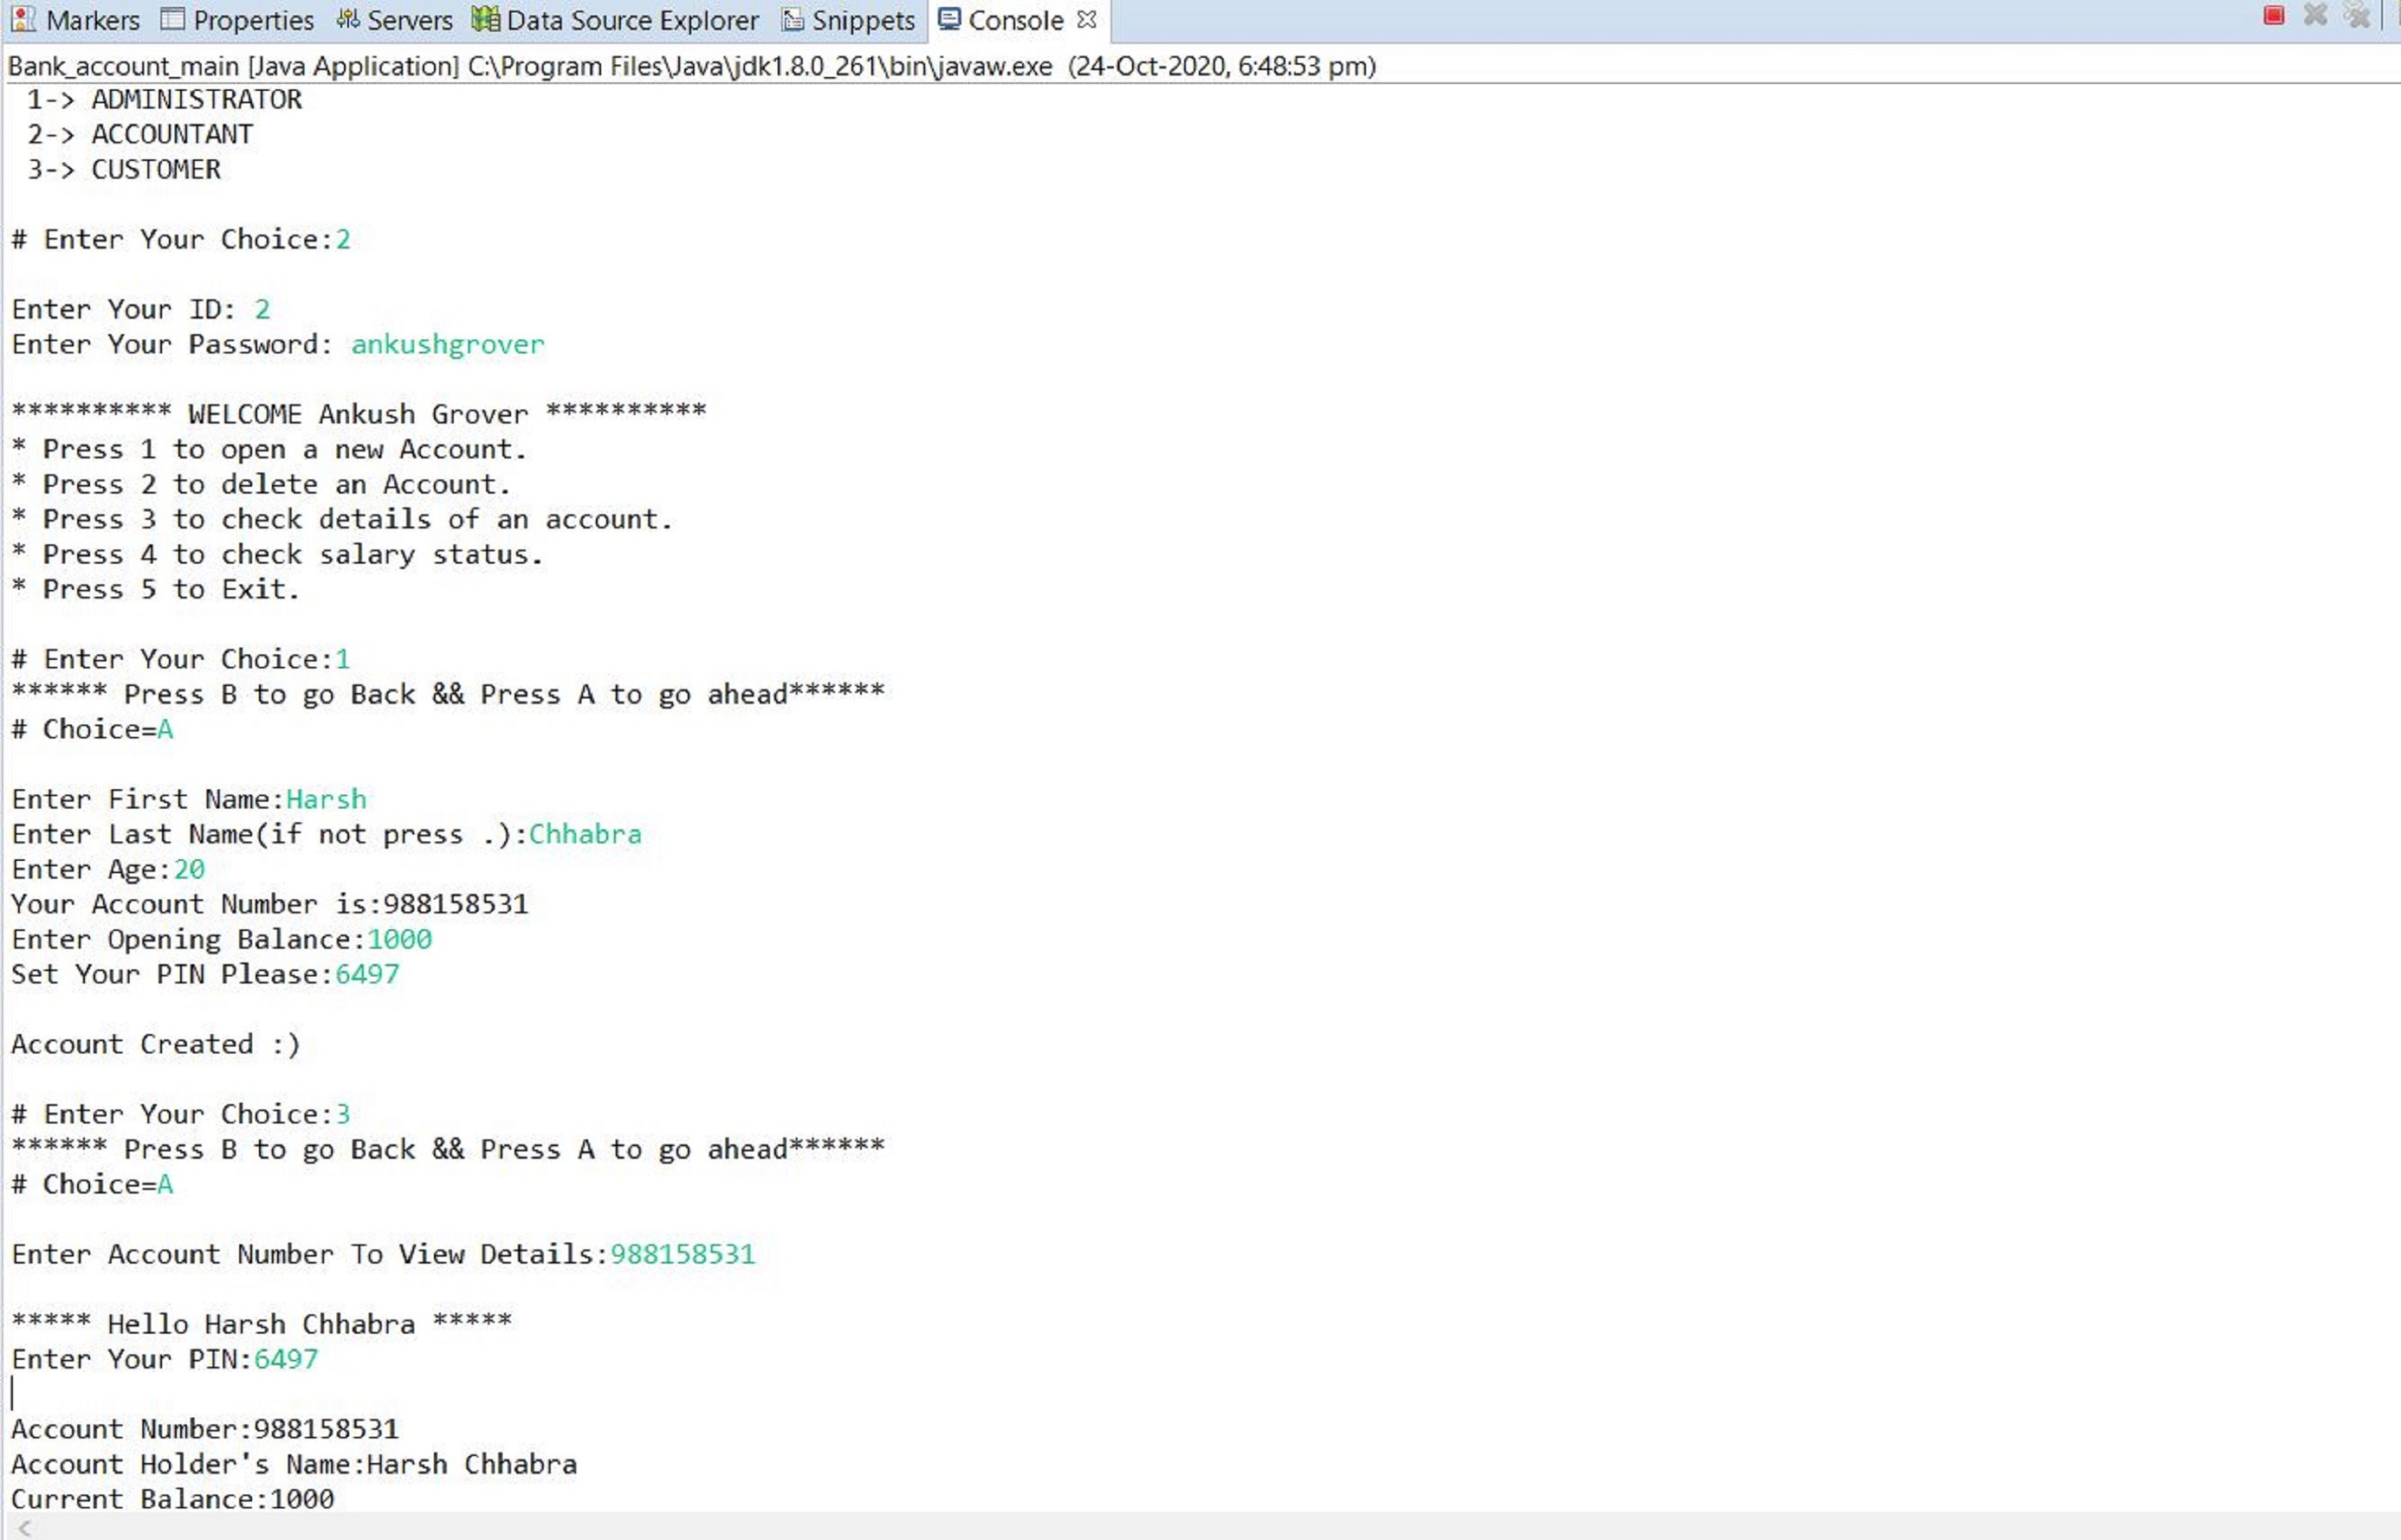 Markers Properties Servers Data Source Explorer Snippets Console
Bank_account_main [Java Application] C:\Program Files\Java\jdk1.8.0_261\bin\javaw.exe (24-Oct-2020, 6:48:53 pm)
1-> ADMINISTRATOR
2-> ACCOUNTANT
3-> CUSTOMER
# Enter Your Choice:2
Enter Your ID: 2
Enter Your Password: ankushgrover
********** WELCOME Ankush Grover **********
* Press 1 to open a new Account.
* Press 2 to delete an Account.
* Press 3 to check details of an account.
* Press 4 to check salary status.
* Press 5 to Exit.
# Enter Your Choice:1
****** Press B to go Back && Press A to go ahead******
# Choice=A
Enter First Name:Harsh
Enter Last Name(if not press .):Chhabra
Enter Age:20
Your Account Number is:988158531
Enter Opening Balance:1000
Set Your PIN Please:6497
Account Created :)
# Enter Your Choice:3
****** Press B to go Back && Press A to go ahead******
# Choice=A
Enter Account Number To View Details:988158531
***** Hello Harsh Chhabra *****
Enter Your PIN:6497
Account Number:988158531
Account Holder's Name:Harsh Chhabra
Current Balance:1000